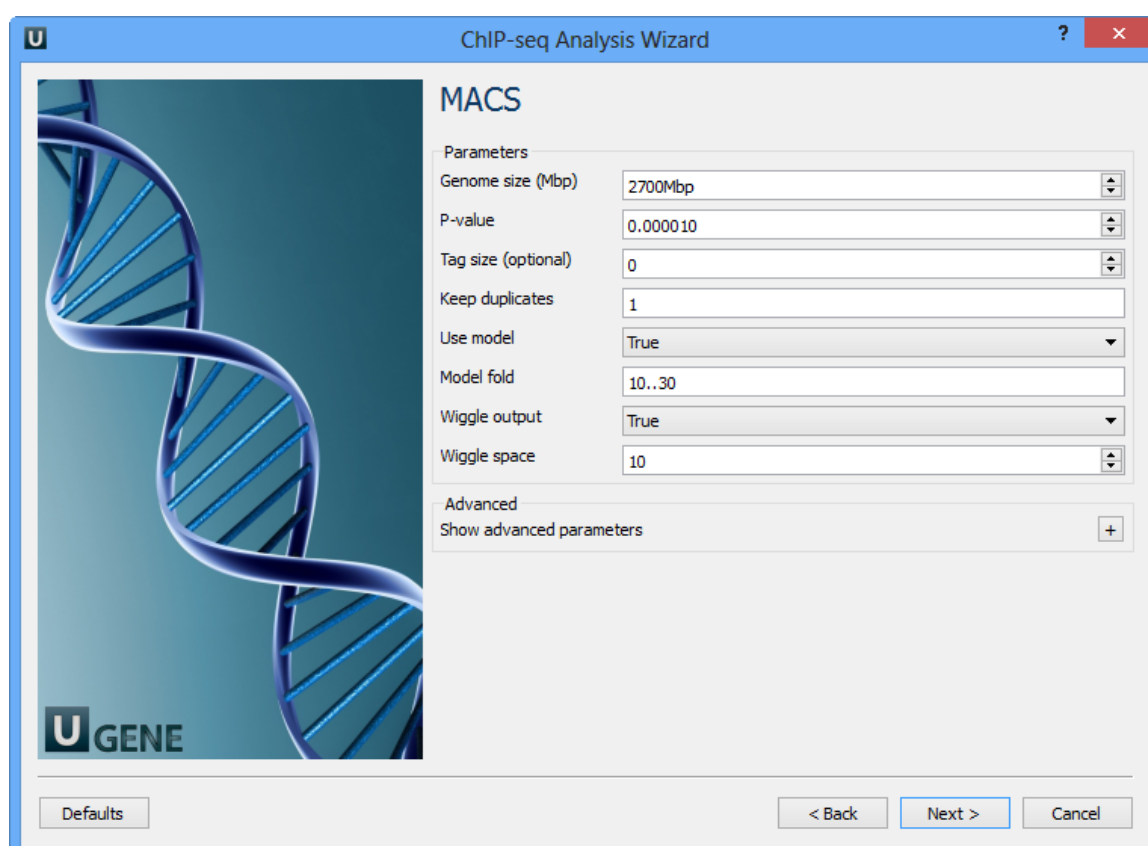 U
ChIP-seq Analysis Wizard
?
MACS
Parameters
Genome size (Mbp) 2700Mbp
P-value 0.000010
Tag size (optional) 0
Keep duplicates 1
Use model True
Model fold 10..30
Wiggle output True
Wiggle space 10
Advanced
Show advanced parameters +
U GENE
Defaults < Back Next > Cancel